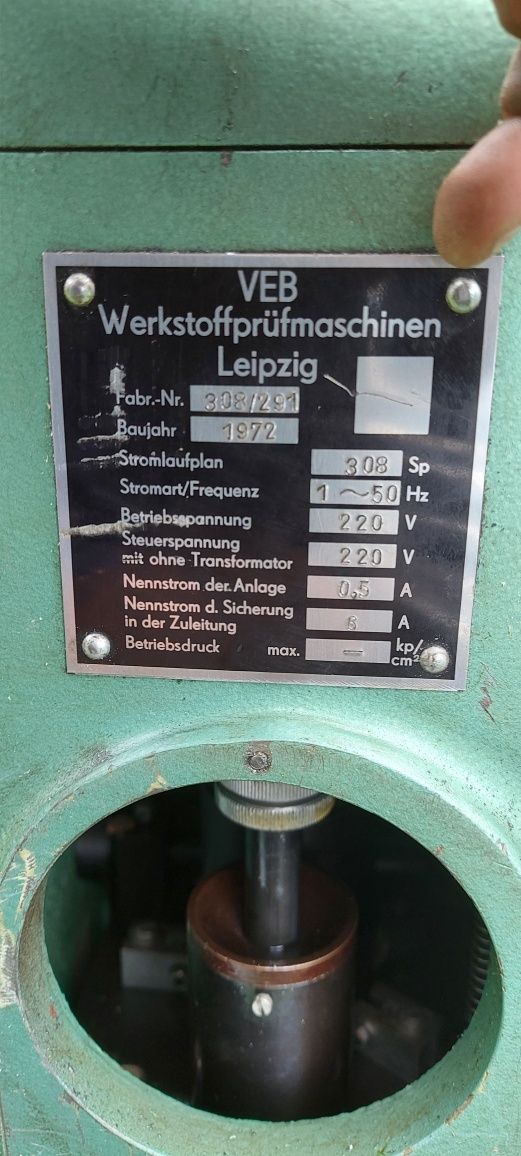 VEB
Werkstoffprüfmaschinen
Leipzig
Fabr.-Nr. 308/291
Baujahr 1972
Stromlaufplan 308 Sp
Stromart/Frequenz 1 ~ 50 Hz
Betriebsspannung 220 V
Steuerspannung
mit ohne Transformator 220 V
Nennstrom der Anlage 0,5 A
Nennstrom d. Sicherung
in der Zuleitung 6 A
Betriebsdruck max. — kp/cm²